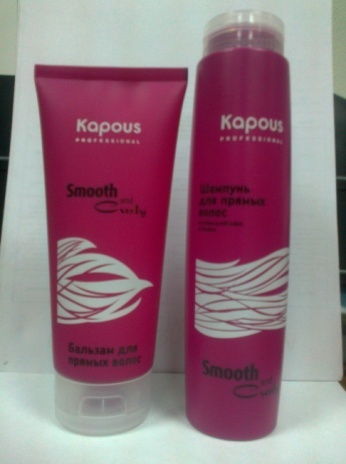 Kapous
PROFESSIONAL
Smooth
and
Curly
Бальзам для
прямых волос
Kapous
PROFESSIONAL
Шампунь
для прямых
волос
Smooth
and
Curly